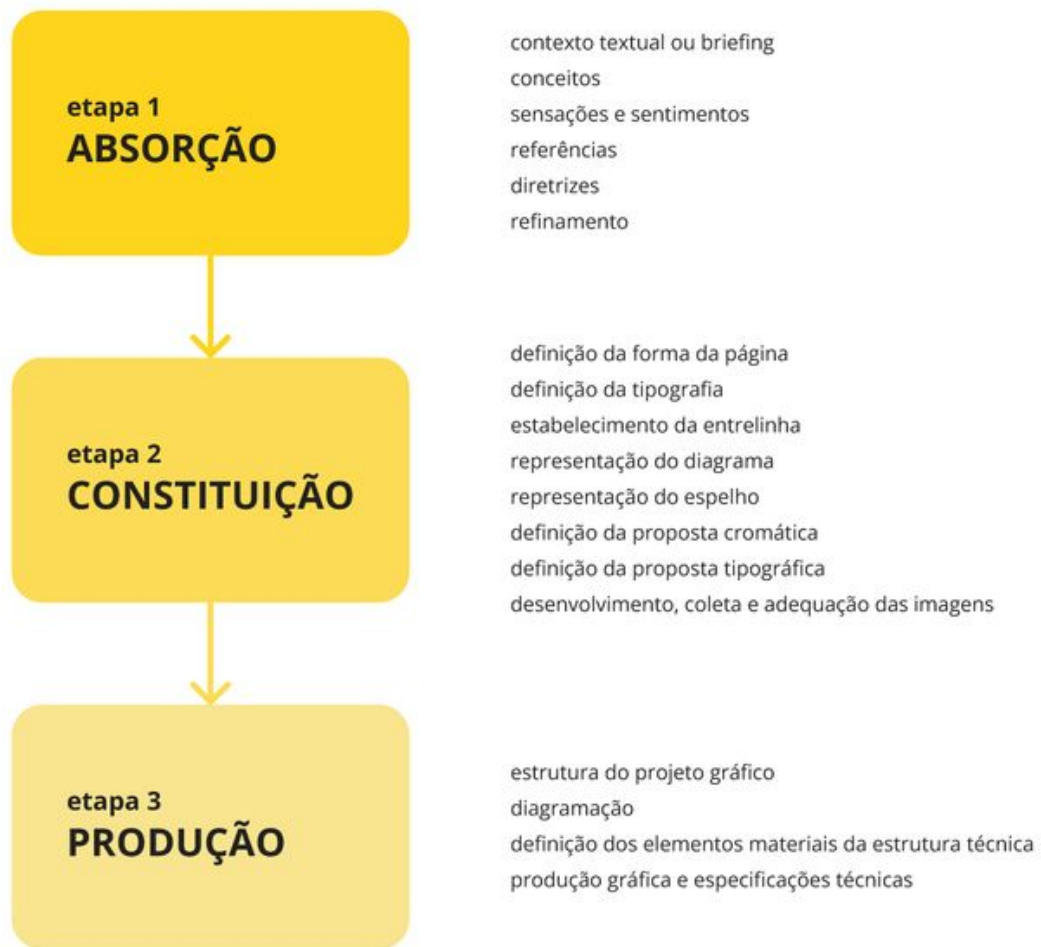 etapa 1
ABSORÇÃO
contexto textual ou briefing
conceitos
sensações e sentimentos
referências
diretrizes
refinamento
etapa 2
CONSTITUIÇÃO
definição da forma da página
definição da tipografia
estabelecimento da entrelinha
representação do diagrama
representação do espelho
definição da proposta cromática
definição da proposta tipográfica
desenvolvimento, coleta e adequação das imagens
etapa 3
PRODUÇÃO
estrutura do projeto gráfico
diagramação
definição dos elementos materiais da estrutura técnica
produção gráfica e especificações técnicas